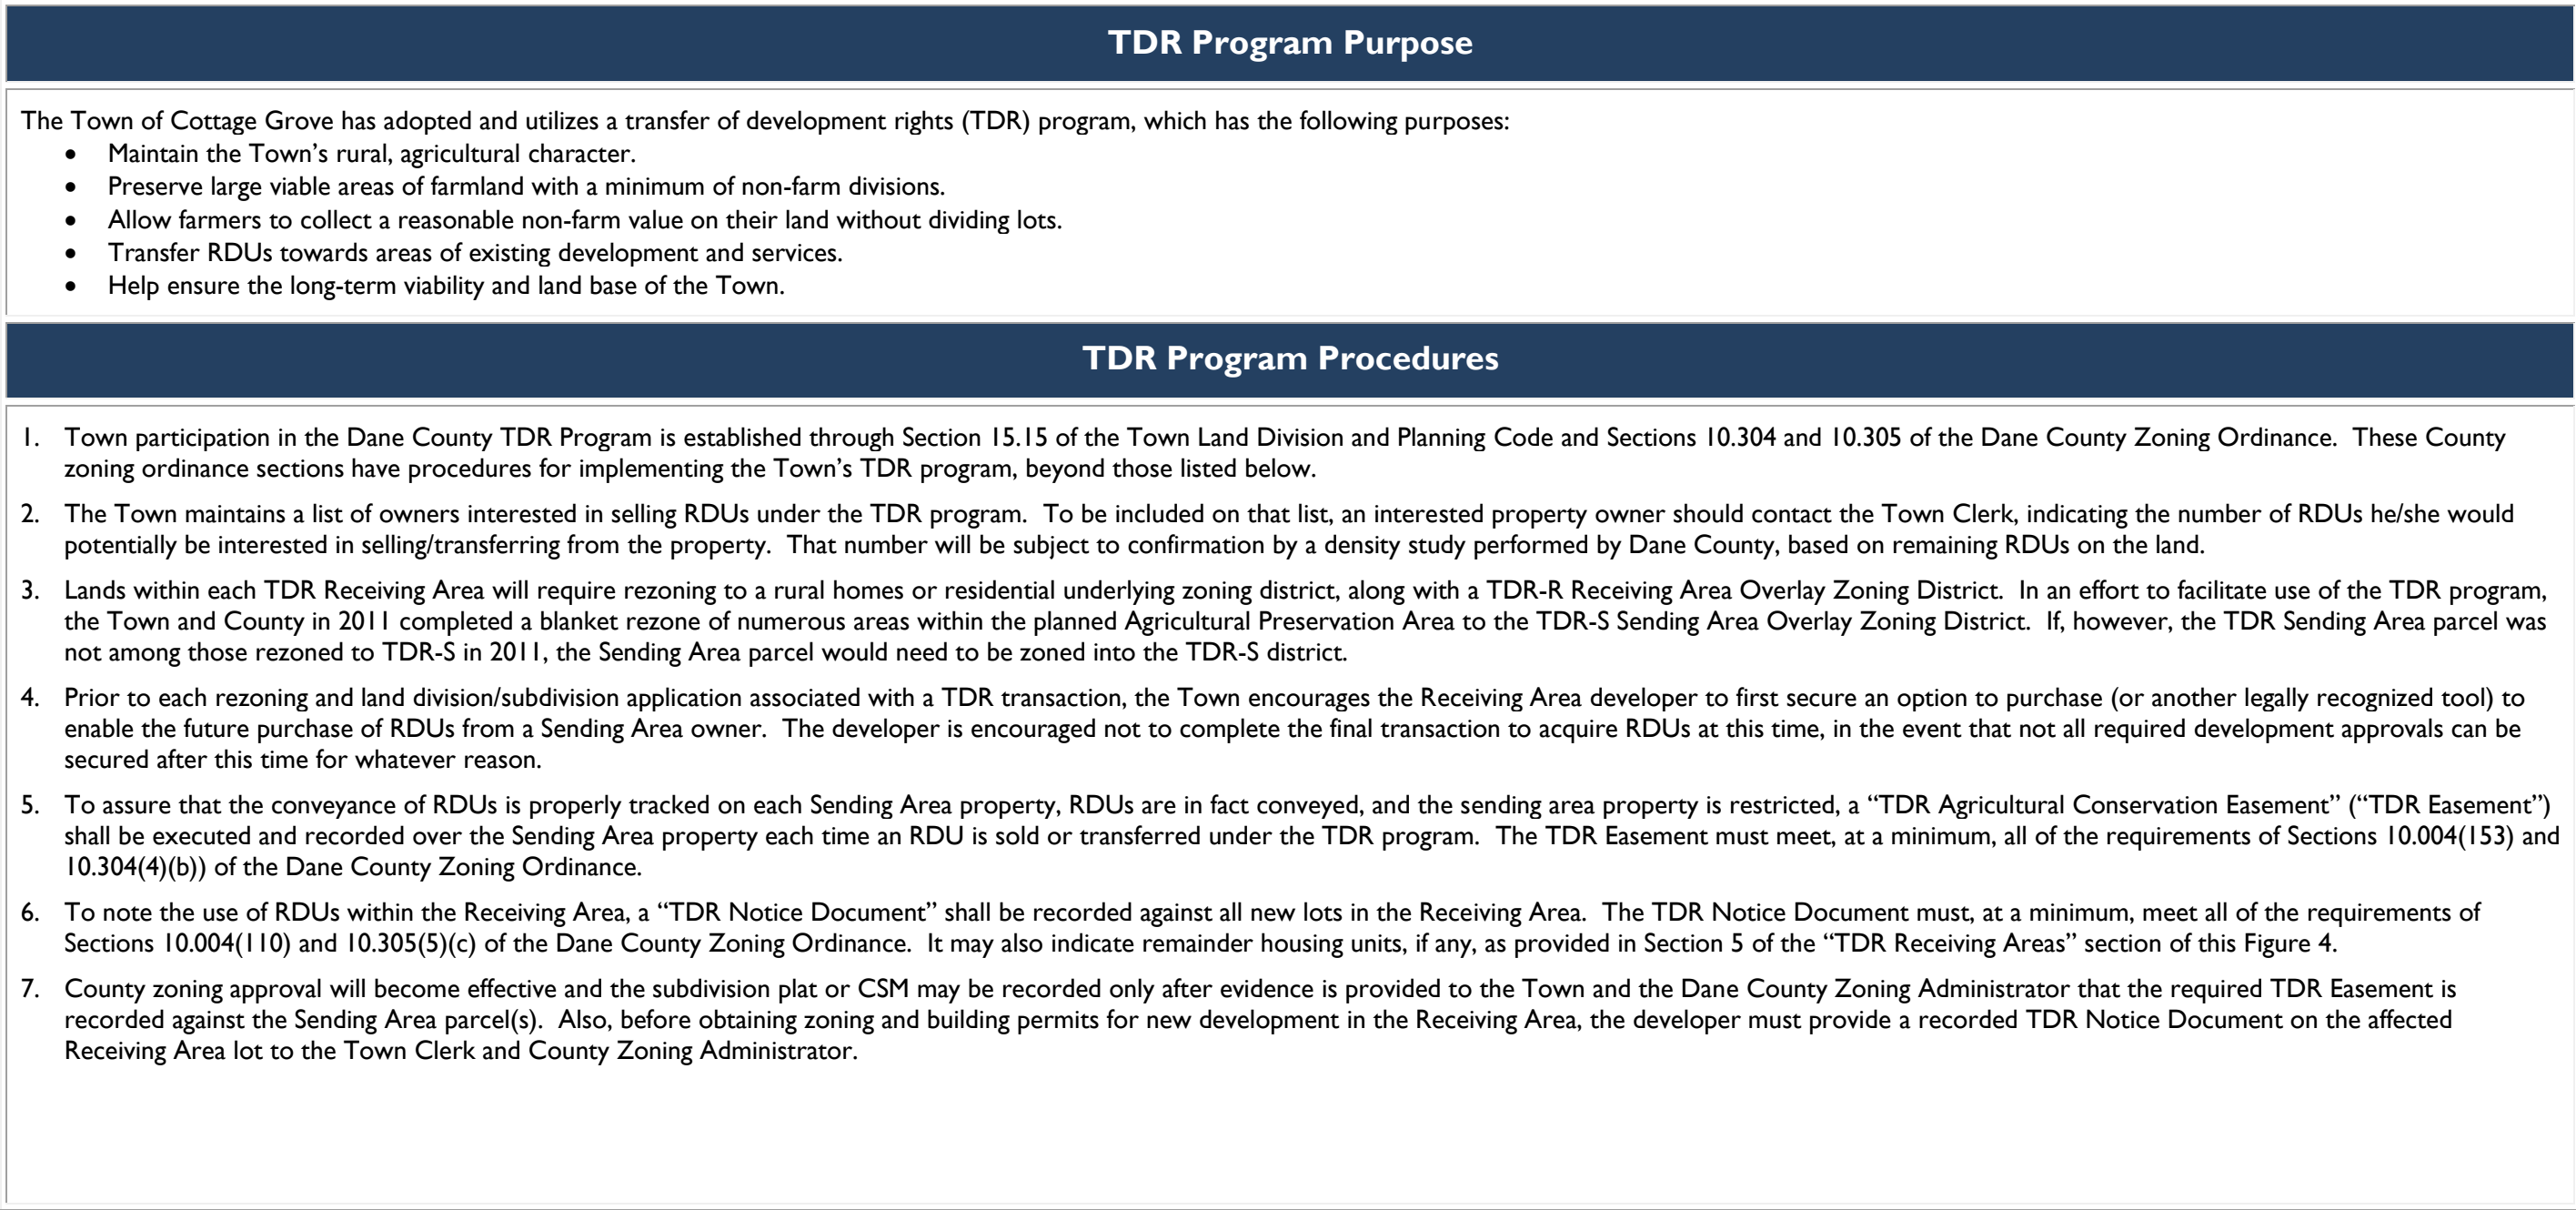 TDR Program Purpose
The Town of Cottage Grove has adopted and utilizes a transfer of development rights (TDR) program, which has the following purposes:
• Maintain the Town’s rural, agricultural character.
• Preserve large viable areas of farmland with a minimum of non-farm divisions.
• Allow farmers to collect a reasonable non-farm value on their land without dividing lots.
• Transfer RDUs towards areas of existing development and services.
• Help ensure the long-term viability and land base of the Town.
TDR Program Procedures
1. Town participation in the Dane County TDR Program is established through Section 15.15 of the Town Land Division and Planning Code and Sections 10.304 and 10.305 of the Dane County Zoning Ordinance. These County
zoning ordinance sections have procedures for implementing the Town’s TDR program, beyond those listed below.
2. The Town maintains a list of owners interested in selling RDUs under the TDR program. To be included on that list, an interested property owner should contact the Town Clerk, indicating the number of RDUs he/she would
potentially be interested in selling/transferring from the property. That number will be subject to confirmation by a density study performed by Dane County, based on remaining RDUs on the land.
3. Lands within each TDR Receiving Area will require rezoning to a rural homes or residential underlying zoning district, along with a TDR-R Receiving Area Overlay Zoning District. In an effort to facilitate use of the TDR program,
the Town and County in 2011 completed a blanket rezone of numerous areas within the planned Agricultural Preservation Area to the TDR-S Sending Area Overlay Zoning District. If, however, the TDR Sending Area parcel was
not among those rezoned to TDR-S in 2011, the Sending Area parcel would need to be zoned into the TDR-S district.
4. Prior to each rezoning and land division/subdivision application associated with a TDR transaction, the Town encourages the Receiving Area developer to first secure an option to purchase (or another legally recognized tool) to
enable the future purchase of RDUs from a Sending Area owner. The developer is encouraged not to complete the final transaction to acquire RDUs at this time, in the event that not all required development approvals can be
secured after this time for whatever reason.
5. To assure that the conveyance of RDUs is properly tracked on each Sending Area property, RDUs are in fact conveyed, and the sending area property is restricted, a “TDR Agricultural Conservation Easement” (“TDR Easement”)
shall be executed and recorded over the Sending Area property each time an RDU is sold or transferred under the TDR program. The TDR Easement must meet, at a minimum, all of the requirements of Sections 10.004(153) and
10.304(4)(b)) of the Dane County Zoning Ordinance.
6. To note the use of RDUs within the Receiving Area, a “TDR Notice Document” shall be recorded against all new lots in the Receiving Area. The TDR Notice Document must, at a minimum, meet all of the requirements of
Sections 10.004(110) and 10.305(5)(c) of the Dane County Zoning Ordinance. It may also indicate remainder housing units, if any, as provided in Section 5 of the “TDR Receiving Areas” section of this Figure 4.
7. County zoning approval will become effective and the subdivision plat or CSM may be recorded only after evidence is provided to the Town and the Dane County Zoning Administrator that the required TDR Easement is
recorded against the Sending Area parcel(s). Also, before obtaining zoning and building permits for new development in the Receiving Area, the developer must provide a recorded TDR Notice Document on the affected
Receiving Area lot to the Town Clerk and County Zoning Administrator.